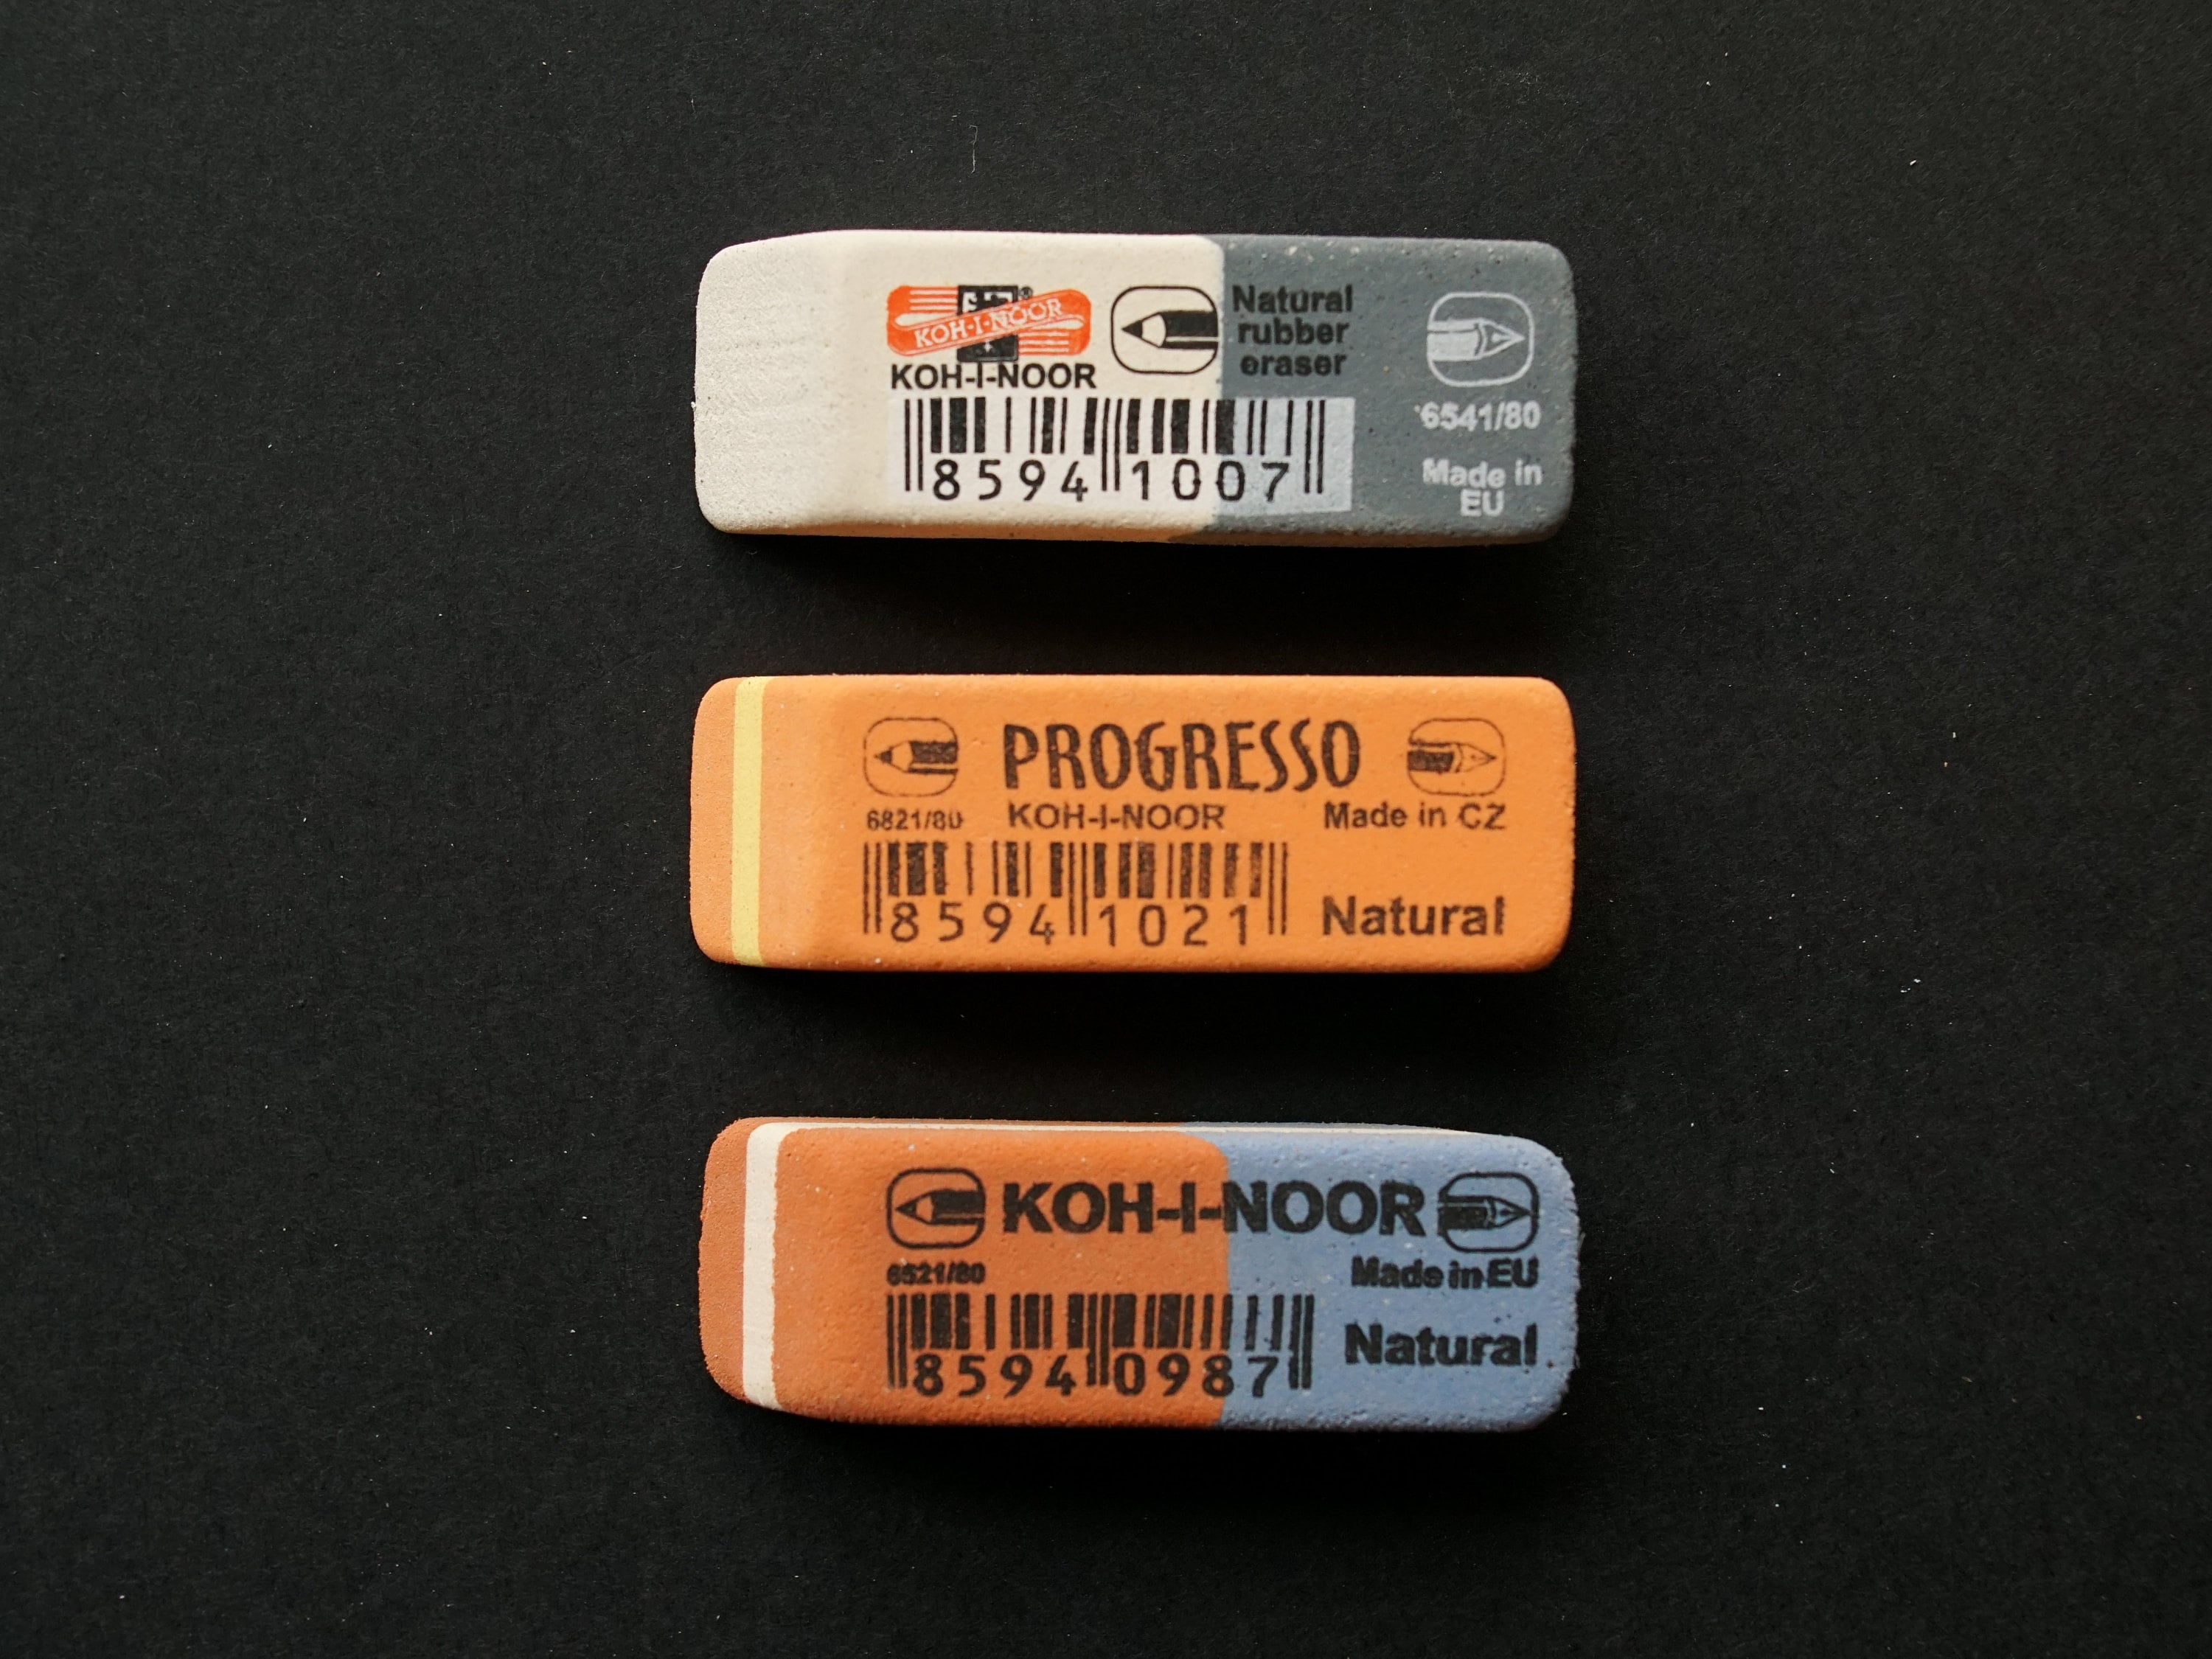 KOH-I-NOOR®
KOH-I-NOOR
Natural
rubber
eraser
8594 1007
6541/80
Made in
EU
PROGRESSO
6821/80 KOH-I-NOOR Made in CZ
8594 1021 Natural
KOH-I-NOOR
6521/80 Made in EU
8594 0987 Natural